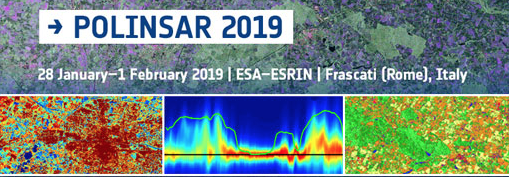 → POLINSAR 2019
28 January–1 February 2019 | ESA–ESRIN | Frascati (Rome), Italy